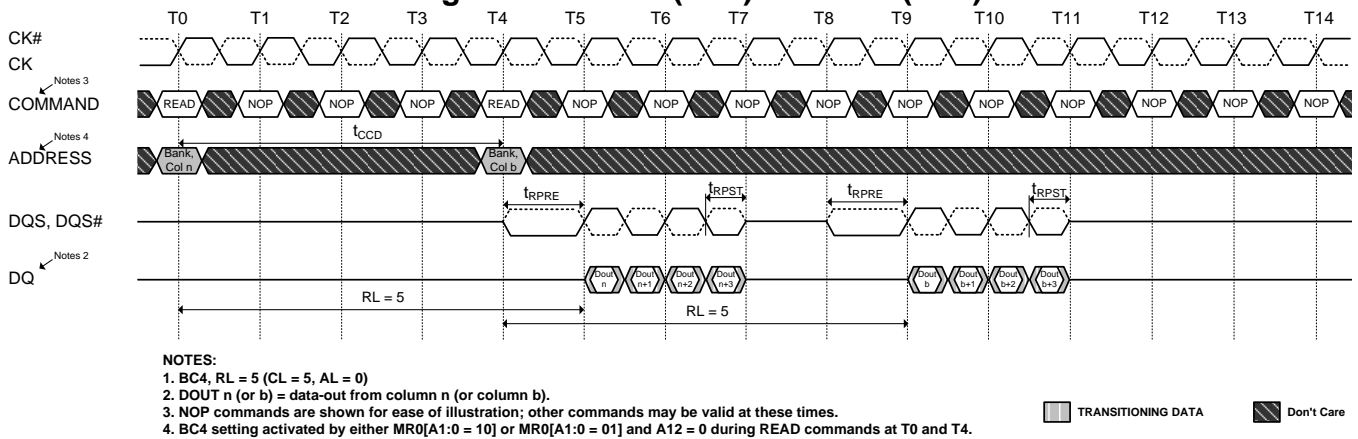 T0 T1 T2 T3 T4 T5 T6 T7 T8 T9 T10 T11 T12 T13 T14
CK#
CK
Notes 3
COMMAND
READ NOP NOP NOP READ NOP NOP NOP NOP NOP NOP NOP NOP NOP NOP
tCCD
Notes 4
ADDRESS
Bank, Col n
Bank, Col b
tRPRE tRPST tRPRE tRPST
DQS, DQS#
Notes 2
DQ
Dout n
Dout n+1
Dout n+2
Dout n+3
Dout b
Dout b+1
Dout b+2
Dout b+3
RL = 5
RL = 5
NOTES:
1. BC4, RL = 5 (CL = 5, AL = 0)
2. DOUT n (or b) = data-out from column n (or column b).
3. NOP commands are shown for ease of illustration; other commands may be valid at these times.
4. BC4 setting activated by either MR0[A1:0 = 10] or MR0[A1:0 = 01] and A12 = 0 during READ commands at T0 and T4.
TRANSITIONING DATA
Don't Care